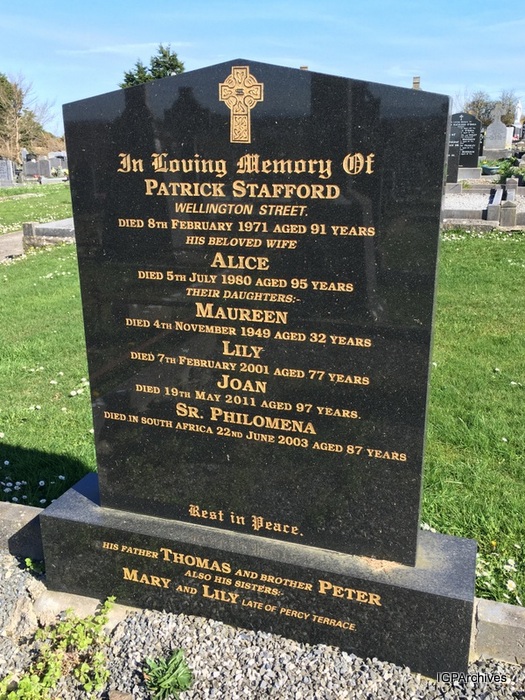 In Loving Memory Of
PATRICK STAFFORD
WELLINGTON STREET.
DIED 8TH FEBRUARY 1971 AGED 91 YEARS
HIS BELOVED WIFE
ALICE
DIED 5TH JULY 1980 AGED 95 YEARS
THEIR DAUGHTERS:-
MAUREEN
DIED 4TH NOVEMBER 1949 AGED 32 YEARS
LILY
DIED 7TH FEBRUARY 2001 AGED 77 YEARS
JOAN
DIED 19TH MAY 2011 AGED 97 YEARS.
SR. PHILOMENA
DIED IN SOUTH AFRICA 22ND JUNE 2003 AGED 87 YEARS
Rest in Peace.
HIS FATHER THOMAS AND BROTHER PETER
ALSO HIS SISTERS:-
MARY AND LILY LATE OF PERCY TERRACE
IGPArchives